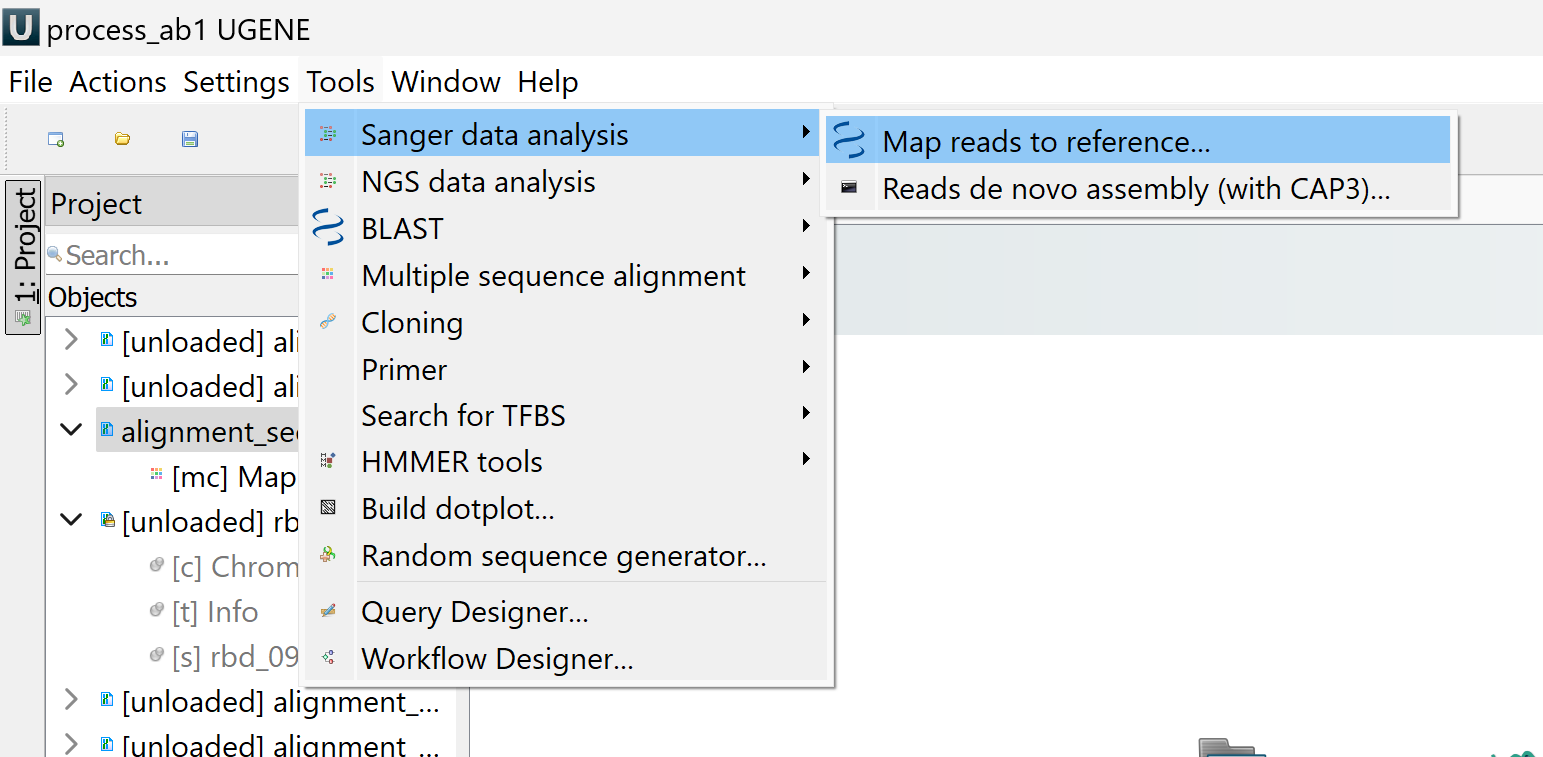 process_ab1 UGENE
File Actions Settings Tools Window Help
Sanger data analysis
NGS data analysis
BLAST
Multiple sequence alignment
Cloning
Primer
Search for TFBS
HMMER tools
Build dotplot...
Random sequence generator...
Query Designer...
Workflow Designer...
Map reads to reference...
Reads de novo assembly (with CAP3)...
1: Project
Project
Search...
Objects
[unloaded] ali
[unloaded] ali
alignment_se
[mc] Map
[unloaded] rb
[c] Chrom
[t] Info
[s] rbd_09
[unloaded] alignment_...
[unloaded] alignment_...